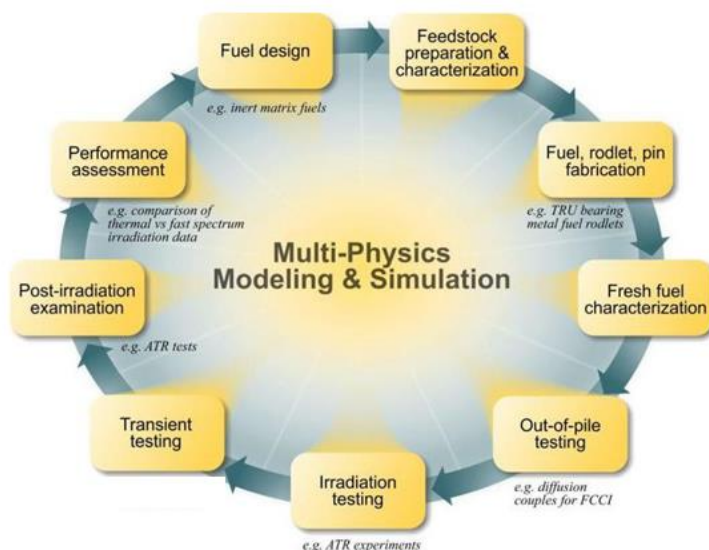 Fuel design
e.g. inert matrix fuels
Feedstock
preparation &
characterization
Fuel, rodlet, pin
fabrication
e.g. TRU bearing
metal fuel rodlets
Fresh fuel
characterization
Out-of-pile
testing
e.g. diffusion
couples for FCCI
Irradiation
testing
e.g. ATR experiments
Transient
testing
Post-irradiation
examination
e.g. ATR tests
Performance
assessment
e.g. comparison of
thermal vs fast spectrum
irradiation data
Multi-Physics
Modeling & Simulation